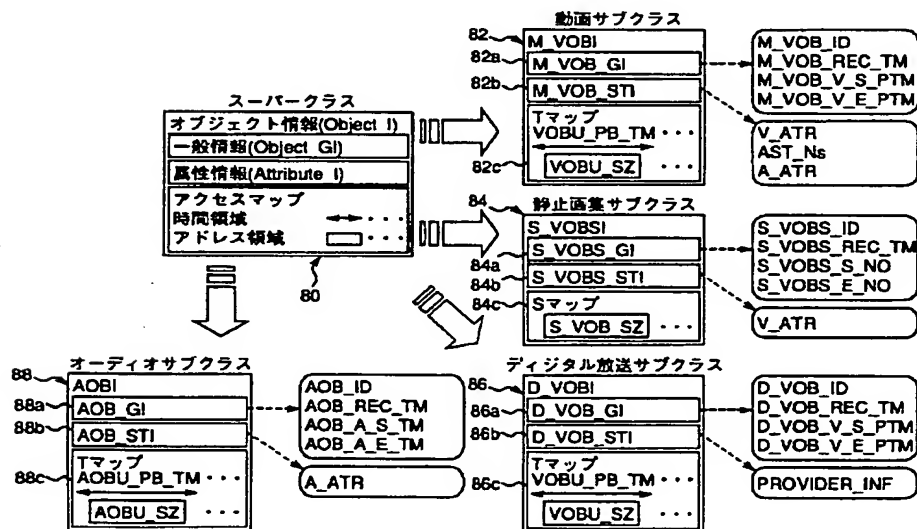 スーパークラス
オブジェクト情報(Object_I)
一般情報(Object_GI)
属性情報(Attribute_I)
アクセスマップ
時間領域 ・・・
アドレス領域 ・・・
80
動画サブクラス
82
M_VOBI
82a
M_VOB_GI
82b
M_VOB_STI
Tマップ
VOBU_PB_TM ・・・
82c
VOBU_SZ ・・・
M_VOB_ID
M_VOB_REC_TM
M_VOB_V_S_PTM
M_VOB_V_E_PTM
V_ATR
AST_Ns
A_ATR
静止画集サブクラス
84
S_VOBSI
84a
S_VOBS_GI
84b
S_VOBS_STI
84c
Sマップ
S_VOB_SZ ・・・
S_VOBS_ID
S_VOBS_REC_TM
S_VOBS_S_NO
S_VOBS_E_NO
V_ATR
オーディオサブクラス
88
AOBI
88a
AOB_GI
88b
AOB_STI
Tマップ
88c
AOBU_PB_TM ・・・
AOBU_SZ ・・・
AOB_ID
AOB_REC_TM
AOB_A_S_TM
AOB_A_E_TM
A_ATR
ディジタル放送サブクラス
86
D_VOBI
86a
D_VOB_GI
86b
D_VOB_STI
Tマップ
86c
VOBU_PB_TM ・・・
VOBU_SZ ・・・
D_VOB_ID
D_VOB_REC_TM
D_VOB_V_S_PTM
D_VOB_V_E_PTM
PROVIDER_INF